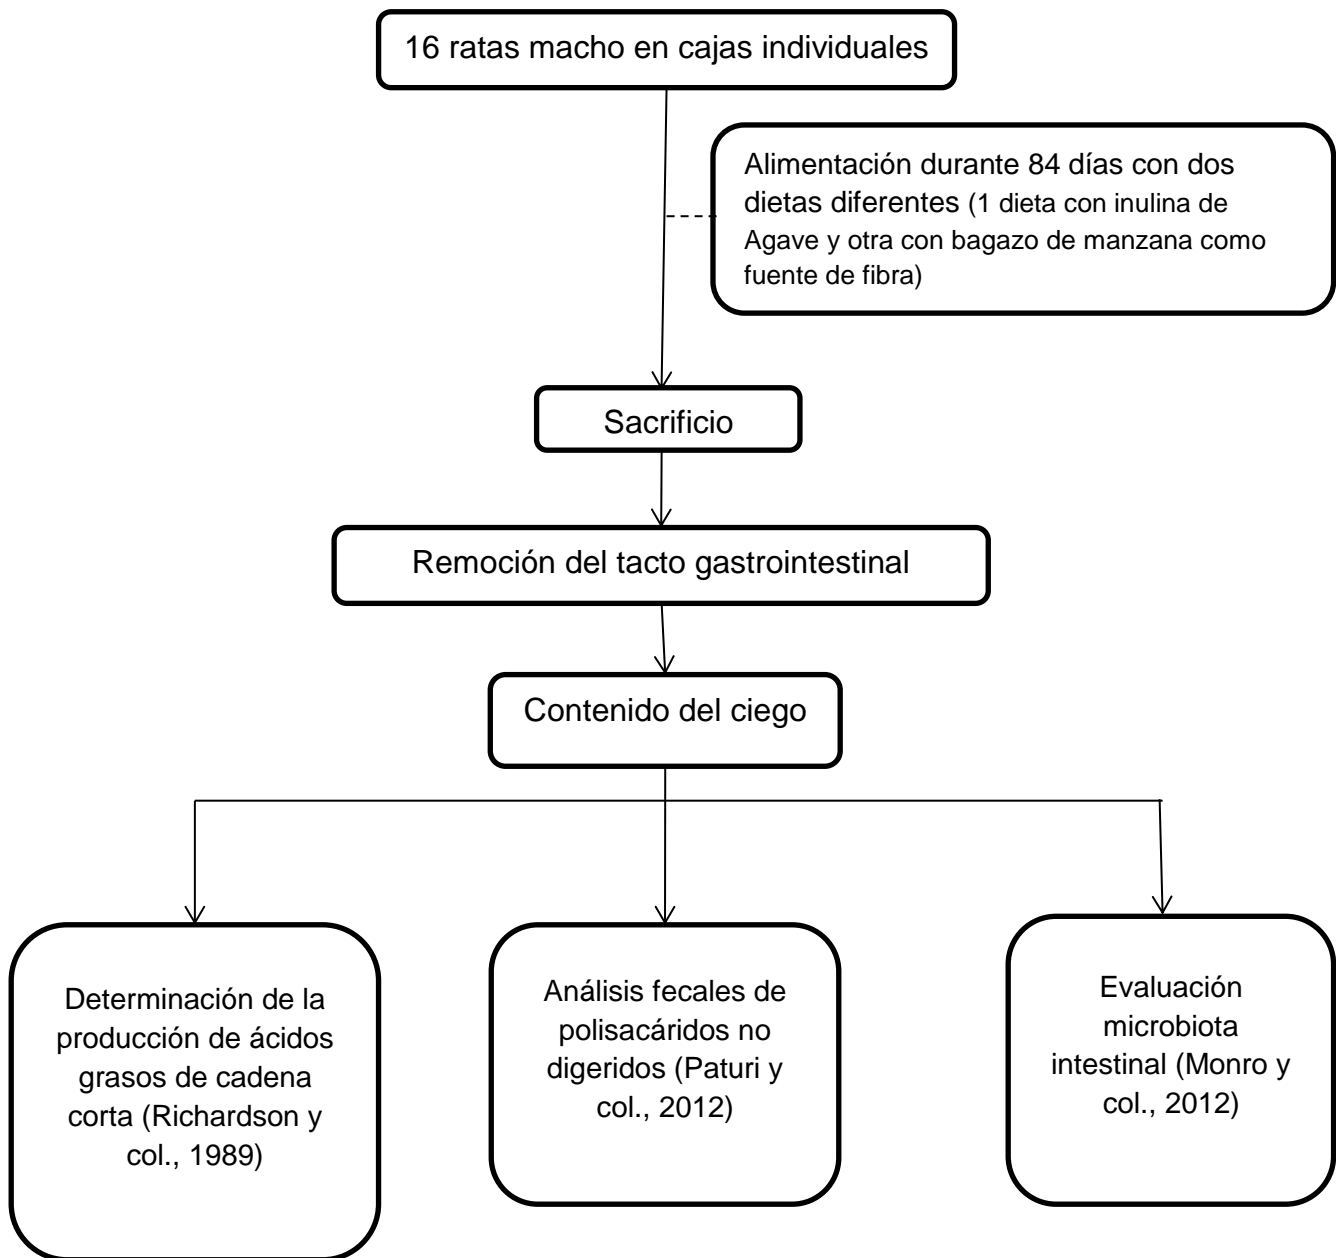 16 ratas macho en cajas individuales
Alimentación durante 84 días con dos
dietas diferentes (1 dieta con inulina de
Agave y otra con bagazo de manzana como
fuente de fibra)
Sacrificio
Remoción del tacto gastrointestinal
Contenido del ciego
Determinación de la
producción de ácidos
grasos de cadena
corta (Richardson y
col., 1989)
Análisis fecales de
polisacáridos no
digeridos (Paturi y
col., 2012)
Evaluación
microbiota
intestinal (Monro y
col., 2012)